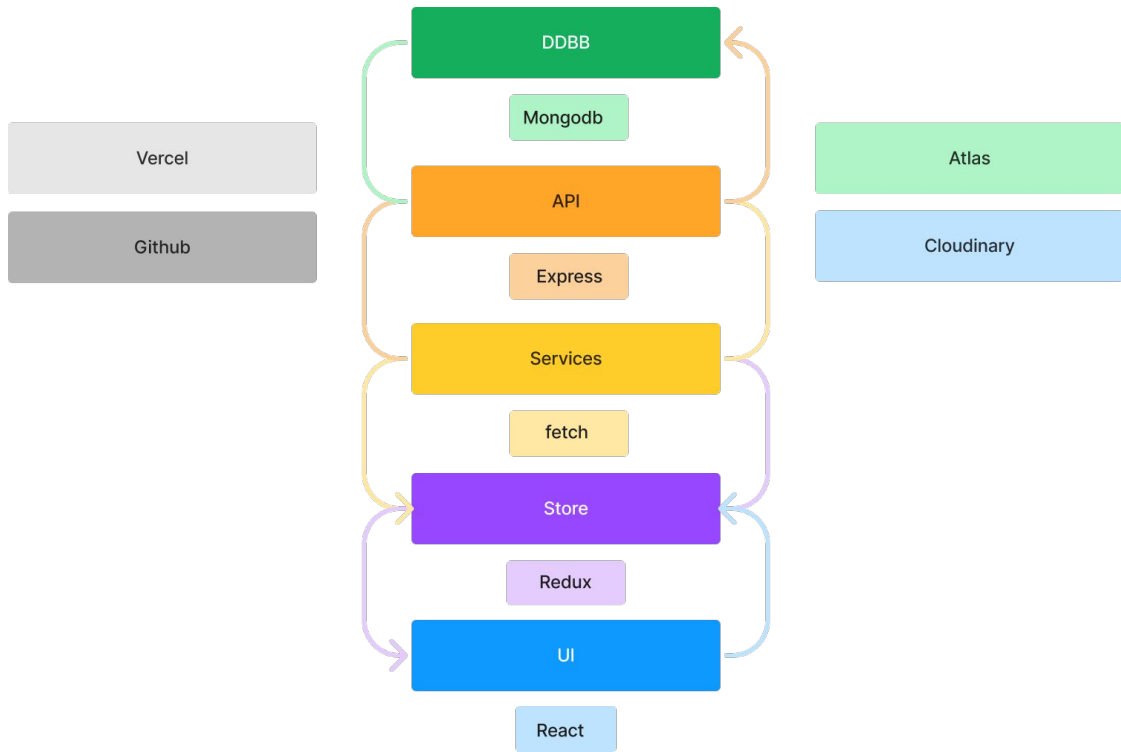 DDBB
Mongodb
Vercel
Atlas
API
Github
Cloudinary
Express
Services
fetch
Store
Redux
UI
React